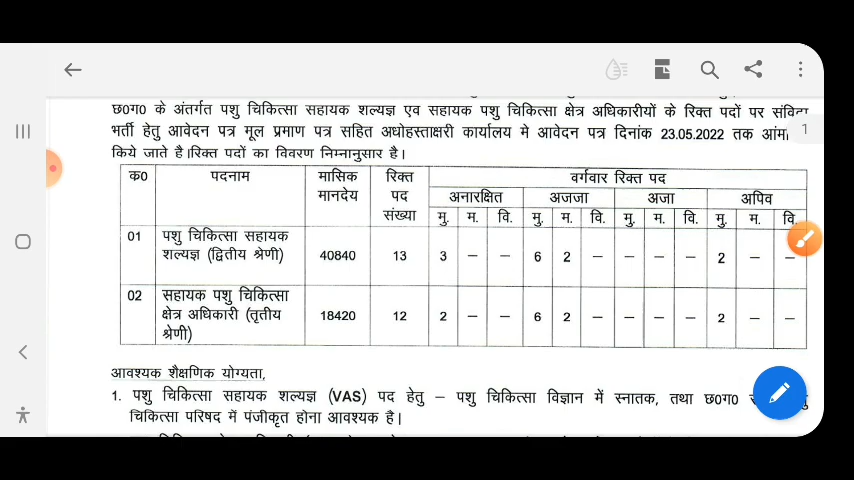 छ0ग0 के अंतर्गत पशु चिकित्सा सहायक शल्यज्ञ एव सहायक पशु चिकित्सा क्षेत्र अधिकारीयों के रिक्त पदों पर संविदा
भर्ती हेतु आवेदन पत्र मूल प्रमाण पत्र सहित अधोहस्ताक्षरी कार्यालय मे आवेदन पत्र दिनांक 23.05.2022 तक
1
किये जाते है।रिक्त पदों का विवरण निम्नानुसार है।
क0 पदनाम मासिक मानदेय रिक्त पद संख्या वर्गवार रिक्त पद
अनारक्षित अजजा अजा अपिव
मु. म. वि. मु. म. वि. मु. म. वि. मु. म. वि.
01 पशु चिकित्सा सहायक
शल्यज्ञ (द्वितीय श्रेणी) 40840 13 3 – – 6 2 – – – – 2 – –
02 सहायक पशु चिकित्सा
क्षेत्र अधिकारी (तृतीय 18420 12 2 – – 6 2 – – – – 2 – –
श्रेणी)
आवश्यक शैक्षणिक योग्यता,
1. पशु चिकित्सा सहायक शल्यज्ञ (VAS) पद हेतु – पशु चिकित्सा विज्ञान में स्नातक, तथा छ0ग0
चिकित्सा परिषद में पंजीकृत होना आवश्यक है।